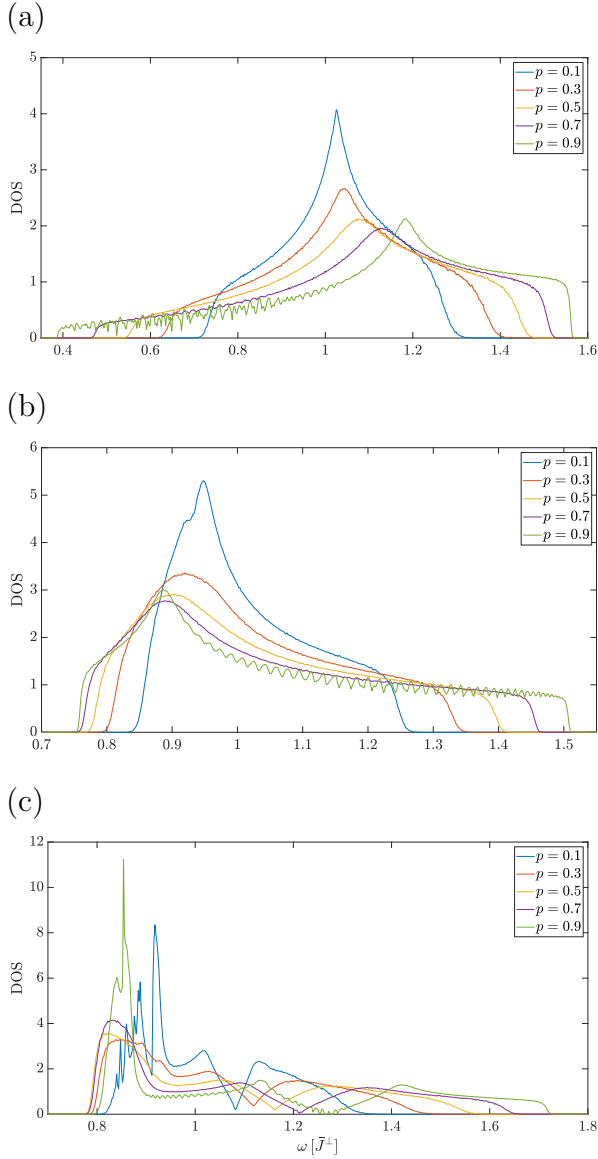 (a)
5
4
3
2
1
0
DOS
0.4 0.6 0.8 1 1.2 1.4 1.6
p = 0.1
p = 0.3
p = 0.5
p = 0.7
p = 0.9
(b)
6
5
4
3
2
1
0
DOS
0.7 0.8 0.9 1 1.1 1.2 1.3 1.4 1.5
p = 0.1
p = 0.3
p = 0.5
p = 0.7
p = 0.9
(c)
12
10
8
6
4
2
0
DOS
0.8 1 1.2 1.4 1.6 1.8
ω [J̄^⊥]
p = 0.1
p = 0.3
p = 0.5
p = 0.7
p = 0.9